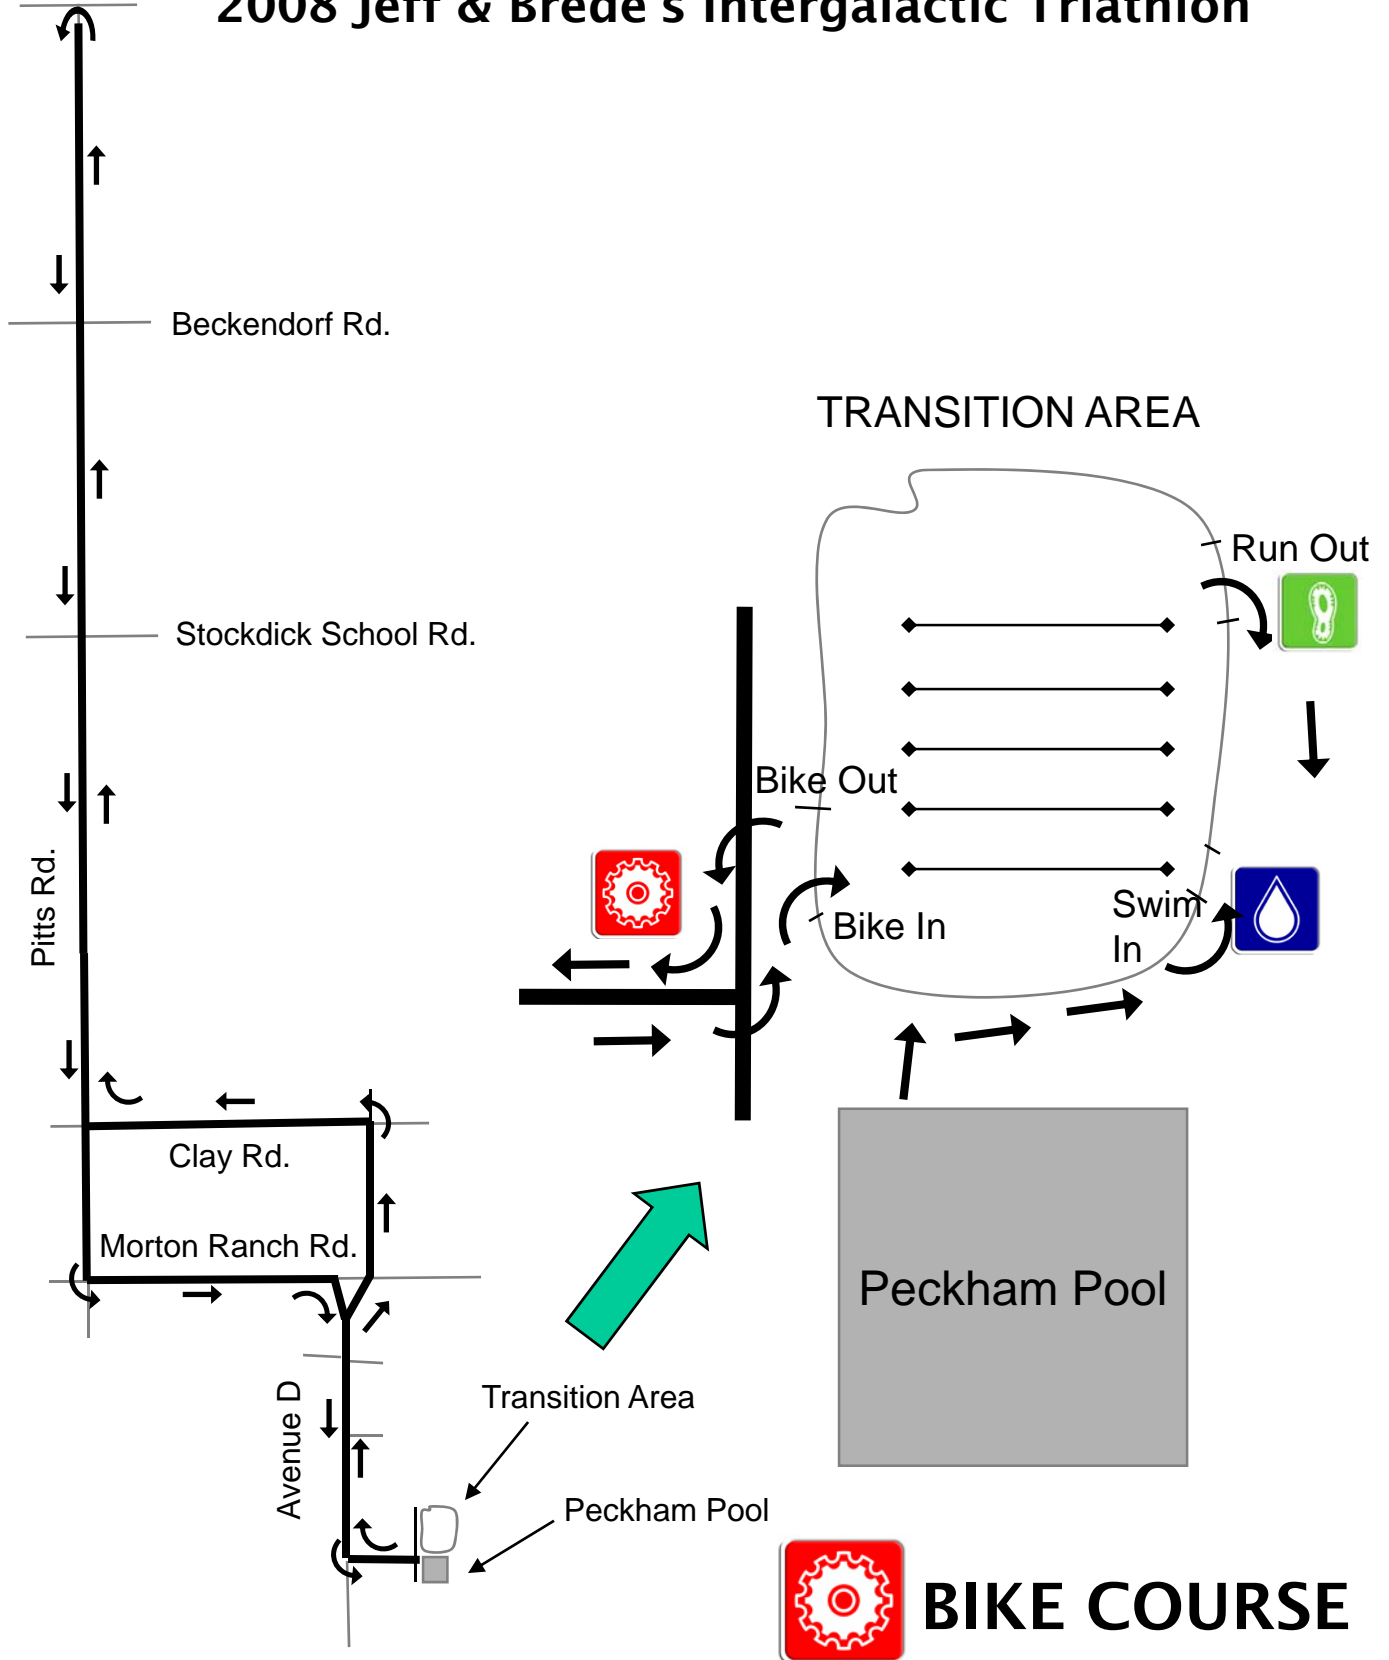 2008 Jeff & Brede's Intergalactic Triathlon
Beckendorf Rd.
TRANSITION AREA
Run Out
Stockdick School Rd.
Bike Out
Pitts Rd.
Swim
In
Bike In
Clay Rd.
Morton Ranch Rd.
Peckham Pool
Avenue D
Transition Area
Peckham Pool
BIKE COURSE